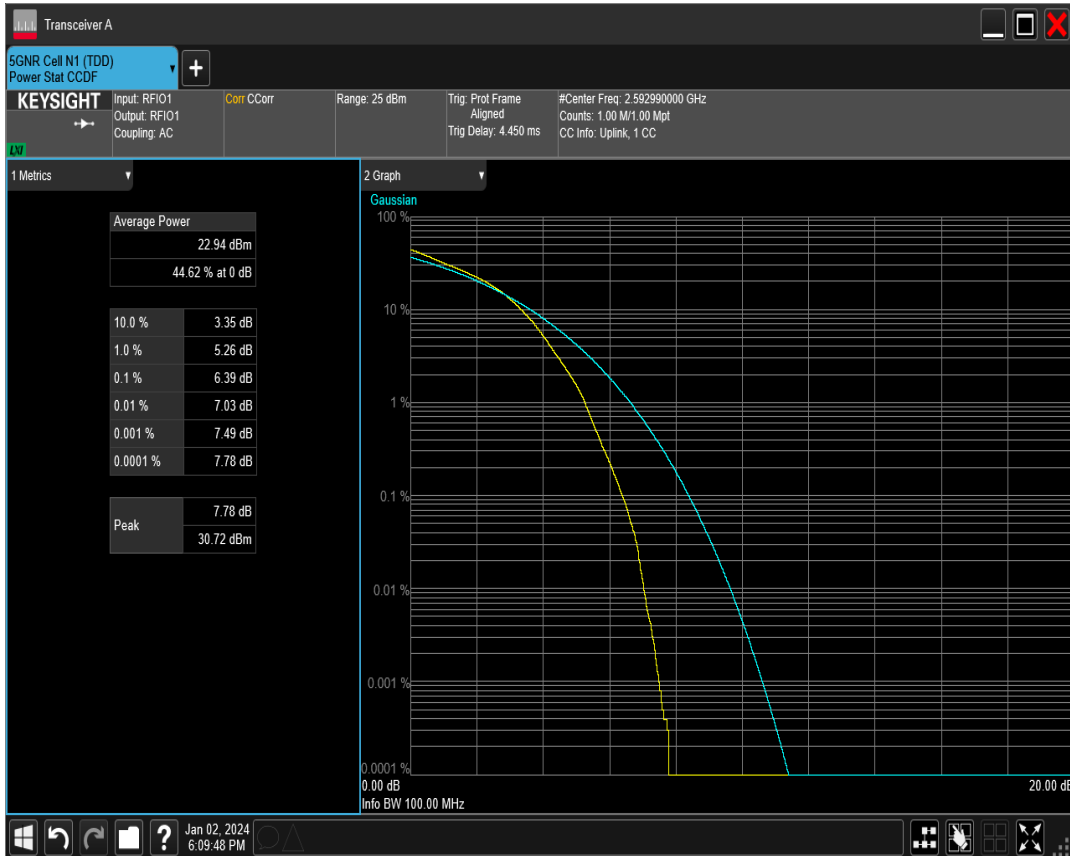 Transceiver A
5GNR Cell N1 (TDD)
Power Stat CCDF
KEYSIGHT
LXI
Input: RFIO1
Output: RFIO1
Coupling: AC
Corr CCorr
Range: 25 dBm
Trig: Prot Frame
Aligned
Trig Delay: 4.450 ms
#Center Freq: 2.592990000 GHz
Counts: 1.00 M/1.00 Mpt
CC Info: Uplink, 1 CC
1 Metrics
Average Power
22.94 dBm
44.62 % at 0 dB
10.0 % 3.35 dB
1.0 % 5.26 dB
0.1 % 6.39 dB
0.01 % 7.03 dB
0.001 % 7.49 dB
0.0001 % 7.78 dB
Peak
7.78 dB
30.72 dBm
2 Graph
Gaussian
100 %
10 %
1 %
0.1 %
0.01 %
0.001 %
0.0001 %
0.00 dB 20.00 dB
Info BW 100.00 MHz
? Jan 02, 2024
6:09:48 PM